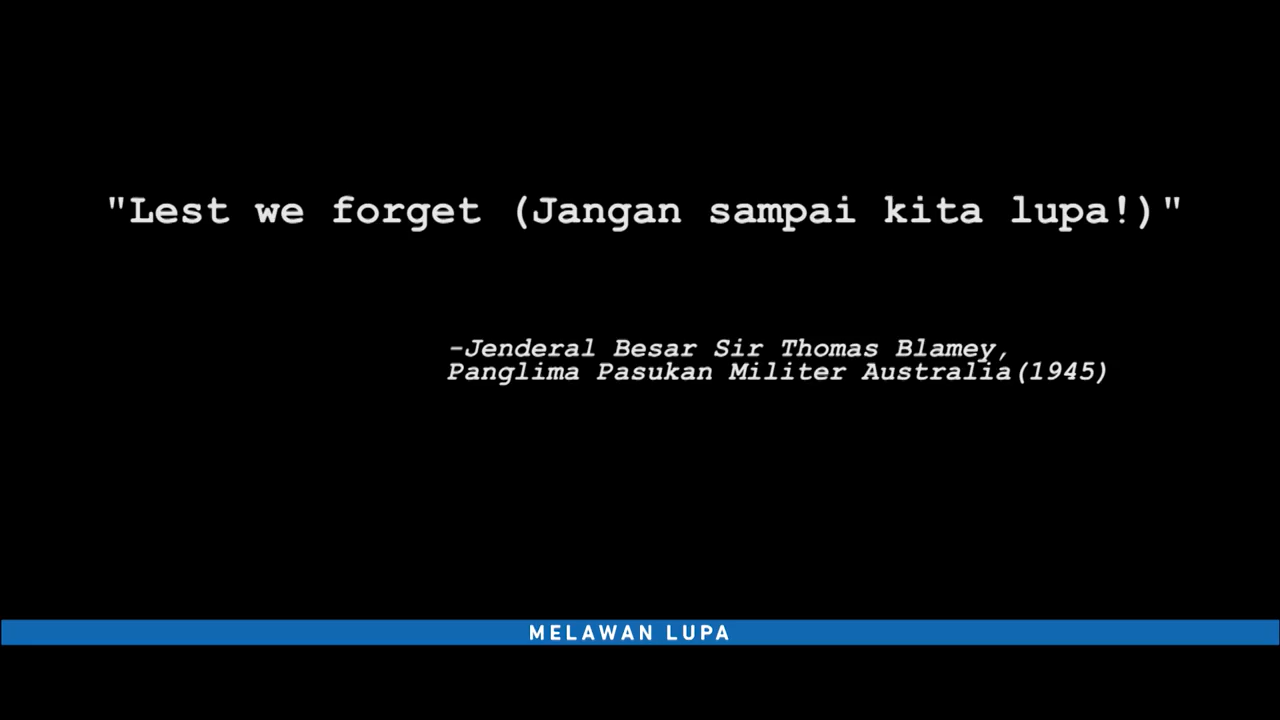 "Lest we forget (Jangan sampai kita lupa!)"
-Jenderal Besar Sir Thomas Blamey,
Panglima Pasukan Militer Australia(1945)
MELAWAN LUPA